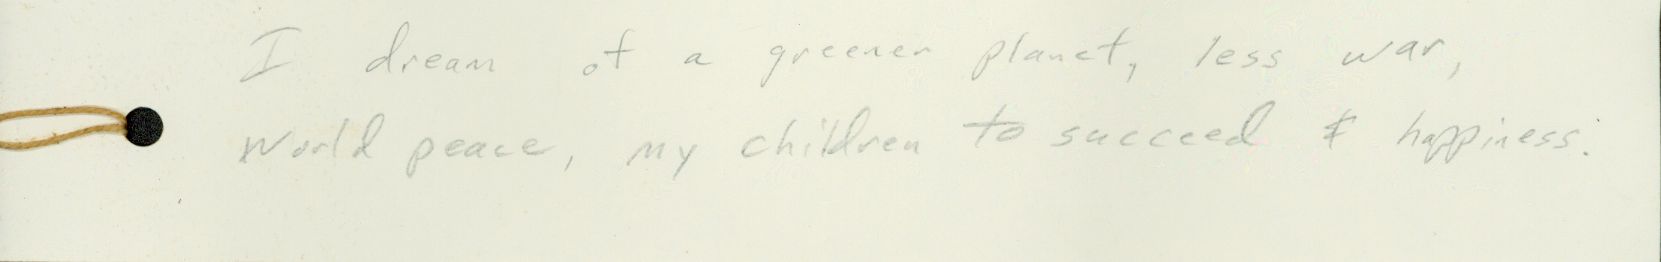 I dream of a greener planet, less war,
World peace, my children to succeed & happiness.